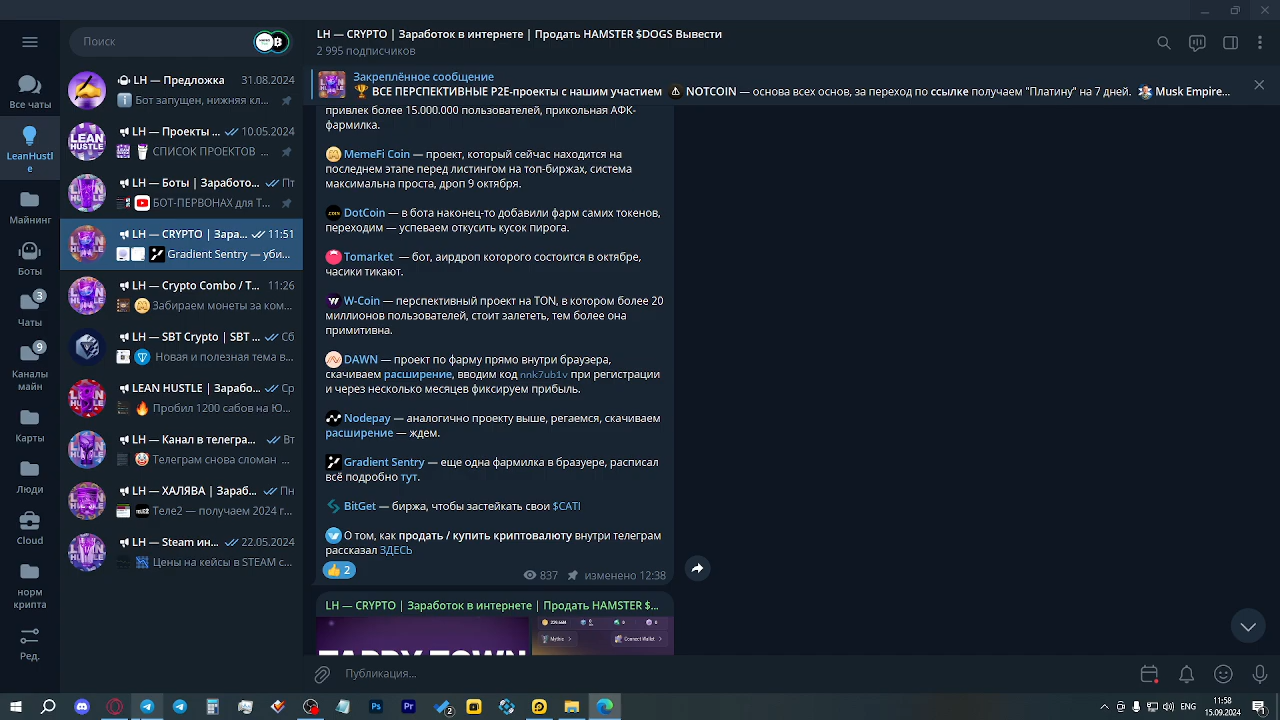 Поиск
Все чаты
LeanHustl
e
Майнинг
Боты
3
Чаты
9
Каналы
майн
Карты
Люди
Cloud
норм
крипта
Ред.
LH — Предложка 31.08.2024
Бот запущен, нижняя кл...
LH — Проекты ... 10.05.2024
СПИСОК ПРОЕКТОВ ...
LH — Боты | Заработо... Пт
БОТ-ПЕРВОНАХ для Т...
LH — CRYPTO | Зара... 11:51
Gradient Sentry — уби...
LH — Crypto Combo / Т... 11:26
Забираем монеты за ком...
LH — SBT Crypto | SBT ... Сб
Новая и полезная тема в...
LEAN HUSTLE | Зарабо... Ср
Пробил 1200 сабов на Ю...
LH — Канал в телегра... Вт
Телеграм снова сломан ...
LH — ХАЛЯВА | Зараб... Пн
Теле2 — получаем 2024 г...
LH — Steam ин... 22.05.2024
Цены на кейсы в STEAM с...
LH — CRYPTO | Заработок в интернете | Продать HAMSTER $DOGS Вывести
2 995 подписчиков
Закреплённое сообщение
ВСЕ ПЕРСПЕКТИВНЫЕ P2E-проекты с нашим участием NOTCOIN — основа всех основ, за переход по ссылке получаем "Платину" на 7 дней. Musk Empire...
привлек более 15.000.000 пользователей, прикольная АФК-
фармилка.
MemeFi Coin — проект, который сейчас находится на
последнем этапе перед листингом на топ-биржах, система
максимальна проста, дроп 9 октября.
DotCoin — в бота наконец-то добавили фарм самих токенов,
переходим — успеваем откусить кусок пирога.
Tomarket — бот, аирдроп которого состоится в октябре,
часики тикают.
W-Coin — перспективный проект на TON, в котором более 20
миллионов пользователей, стоит залететь, тем более она
примитивна.
DAWN — проект по фарму прямо внутри браузера,
скачиваем расширение, вводим код nnk7ub1v при регистрации
и через несколько месяцев фиксируем прибыль.
Nodepay — аналогично проекту выше, регаемся, скачиваем
расширение — ждем.
Gradient Sentry — еще одна фармилка в бразуере, расписал
всё подробно тут.
BitGet — биржа, чтобы застейкать свои $CATI
О том, как продать / купить криптовалюту внутри телеграм
рассказал ЗДЕСЬ
2
837 изменено 12:38
LH — CRYPTO | Заработок в интернете | Продать HAMSTER $...
Mythic
Connect Wallet
TARRY TOWN
Публикация...
2
ENG
11:58
15.09.2024